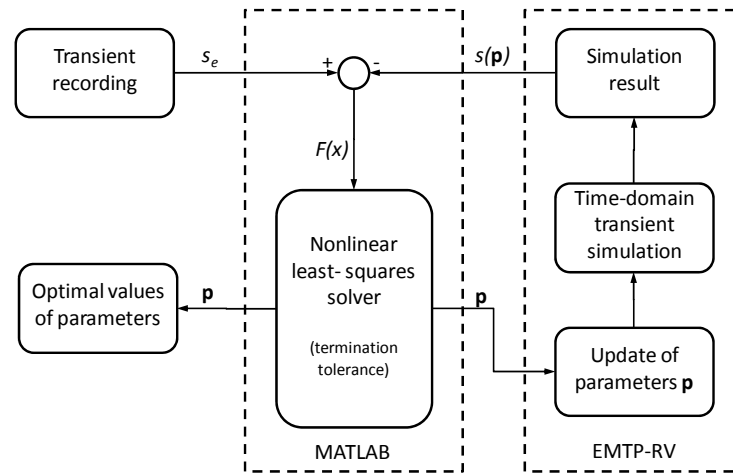 Transient
recording
s_e
+
-
s(p)
Simulation
result
F(x)
Nonlinear
least- squares
solver
(termination
tolerance)
Time-domain
transient
simulation
Optimal values
of parameters
p
p
Update of
parameters p
MATLAB
EMTP-RV